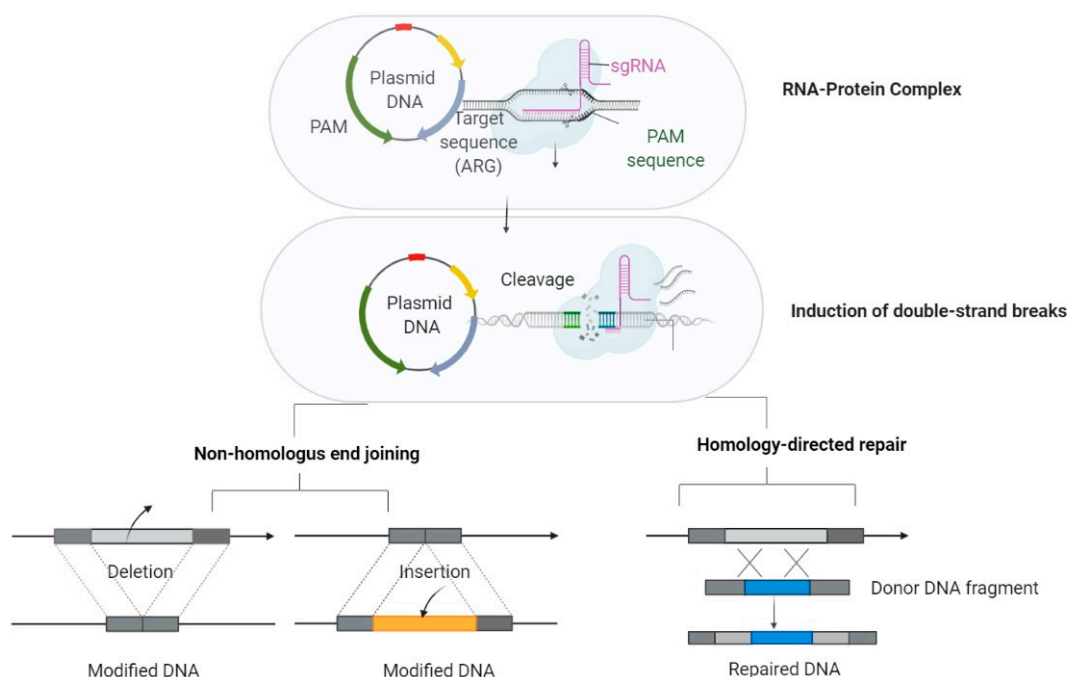 Plasmid
DNA
PAM
Target
sequence
(ARG)
sgRNA
PAM
sequence
RNA-Protein Complex
Plasmid
DNA
Cleavage
Induction of double-strand breaks
Non-homologus end joining
Homology-directed repair
Deletion
Insertion
Donor DNA fragment
Modified DNA
Modified DNA
Repaired DNA